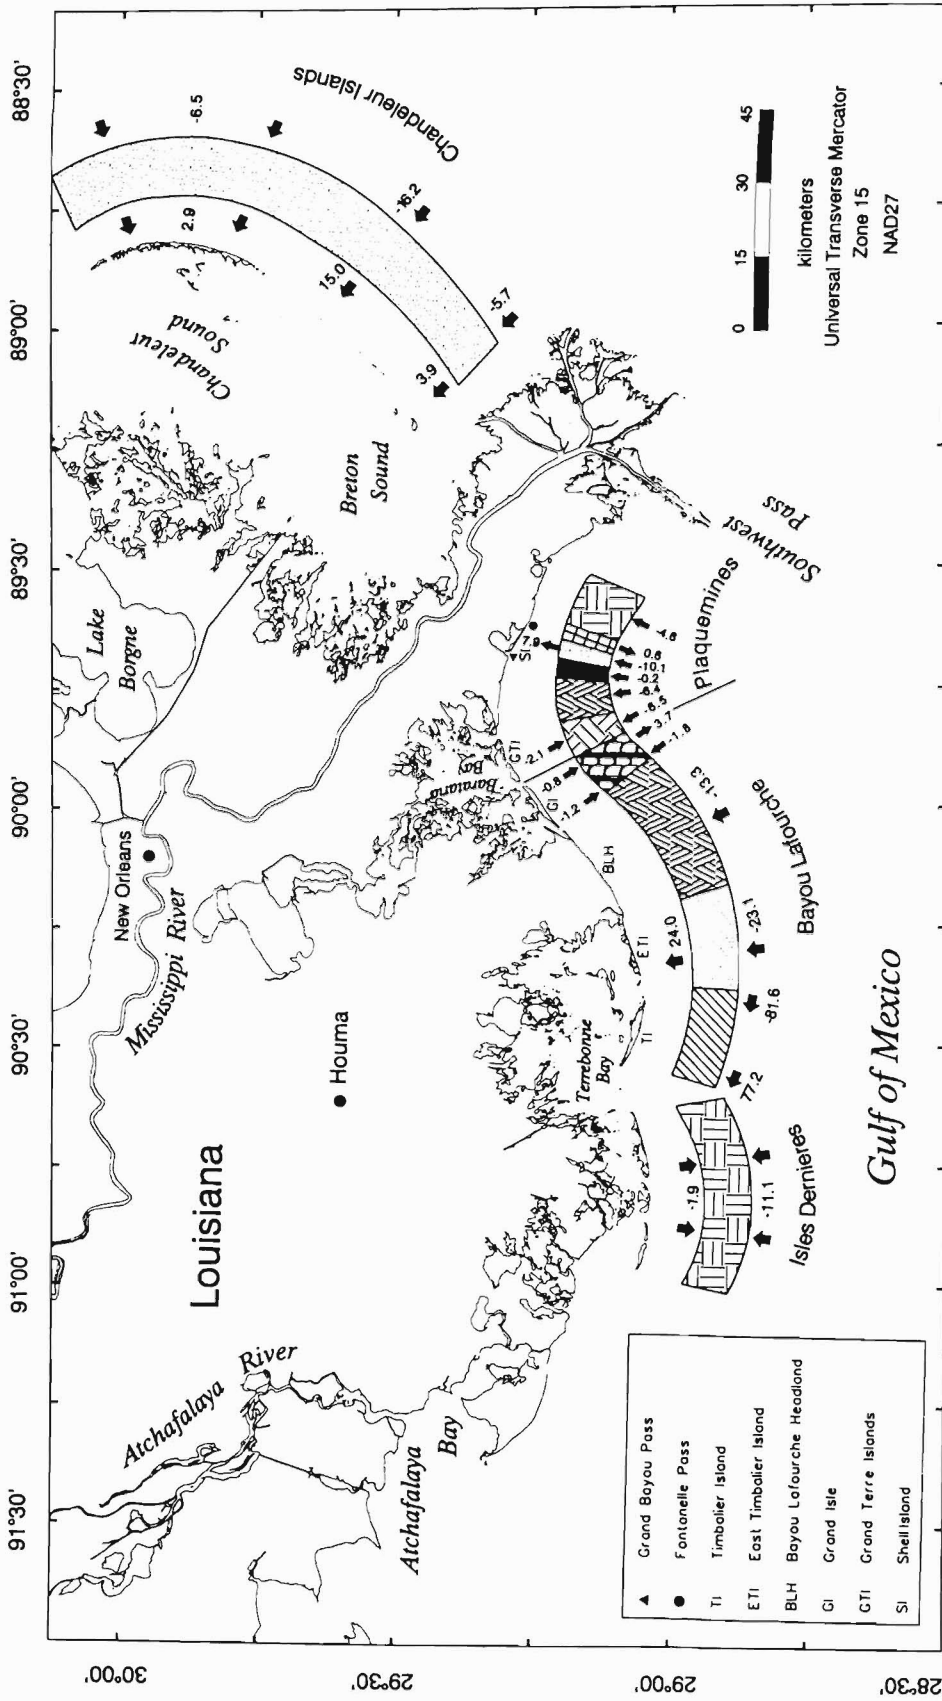 91°30'
91°00'
90°30'
90°00'
89°30'
89°00'
88°30'
30°00'
29°30'
29°00'
28°30'
Louisiana
Atchafalaya
River
Atchafalaya
Bay
Mississippi River
New Orleans
Houma
Lake
Borgne
Chandeleur
Sound
Breton
Sound
Chandeleur Islands
-6.5
2.9
-16.2
15.0
-5.7
3.9
Barataria
Bay
Terrebonne
Bay
GTI
GI
BLH
ETI
TI
SI
7.9
-2.1
-0.8
-1.2
-4.6
0.6
-10.1
-0.2
-6.4
-6.5
3.7
-1.8
-13.3
24.0
-23.1
-81.6
77.2
-1.9
-11.1
Plaquemines
Southwest
Pass
Bayou Lafourche
Isles Dernieres
Gulf of Mexico
Grand Bayou Pass
Fontanelle Pass
TI Timbalier Island
ETI East Timbalier Island
BLH Bayou Lafourche Headland
GI Grand Isle
GTI Grand Terre Islands
SI Shell Island
0 15 30 45
kilometers
Universal Transverse Mercator
Zone 15
NAD27